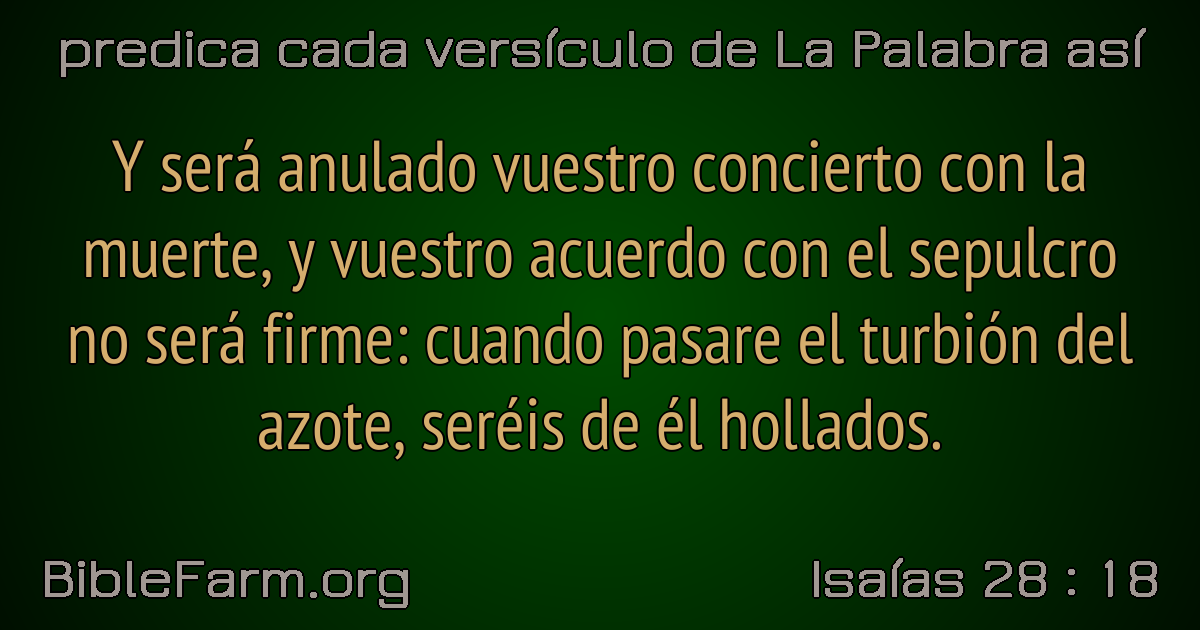 predica cada versículo de La Palabra así
Y será anulado vuestro concierto con la
muerte, y vuestro acuerdo con el sepulcro
no será firme: cuando pasare el turbión del
azote, seréis de él hollados.
BibleFarm.org
Isaías 28 : 18